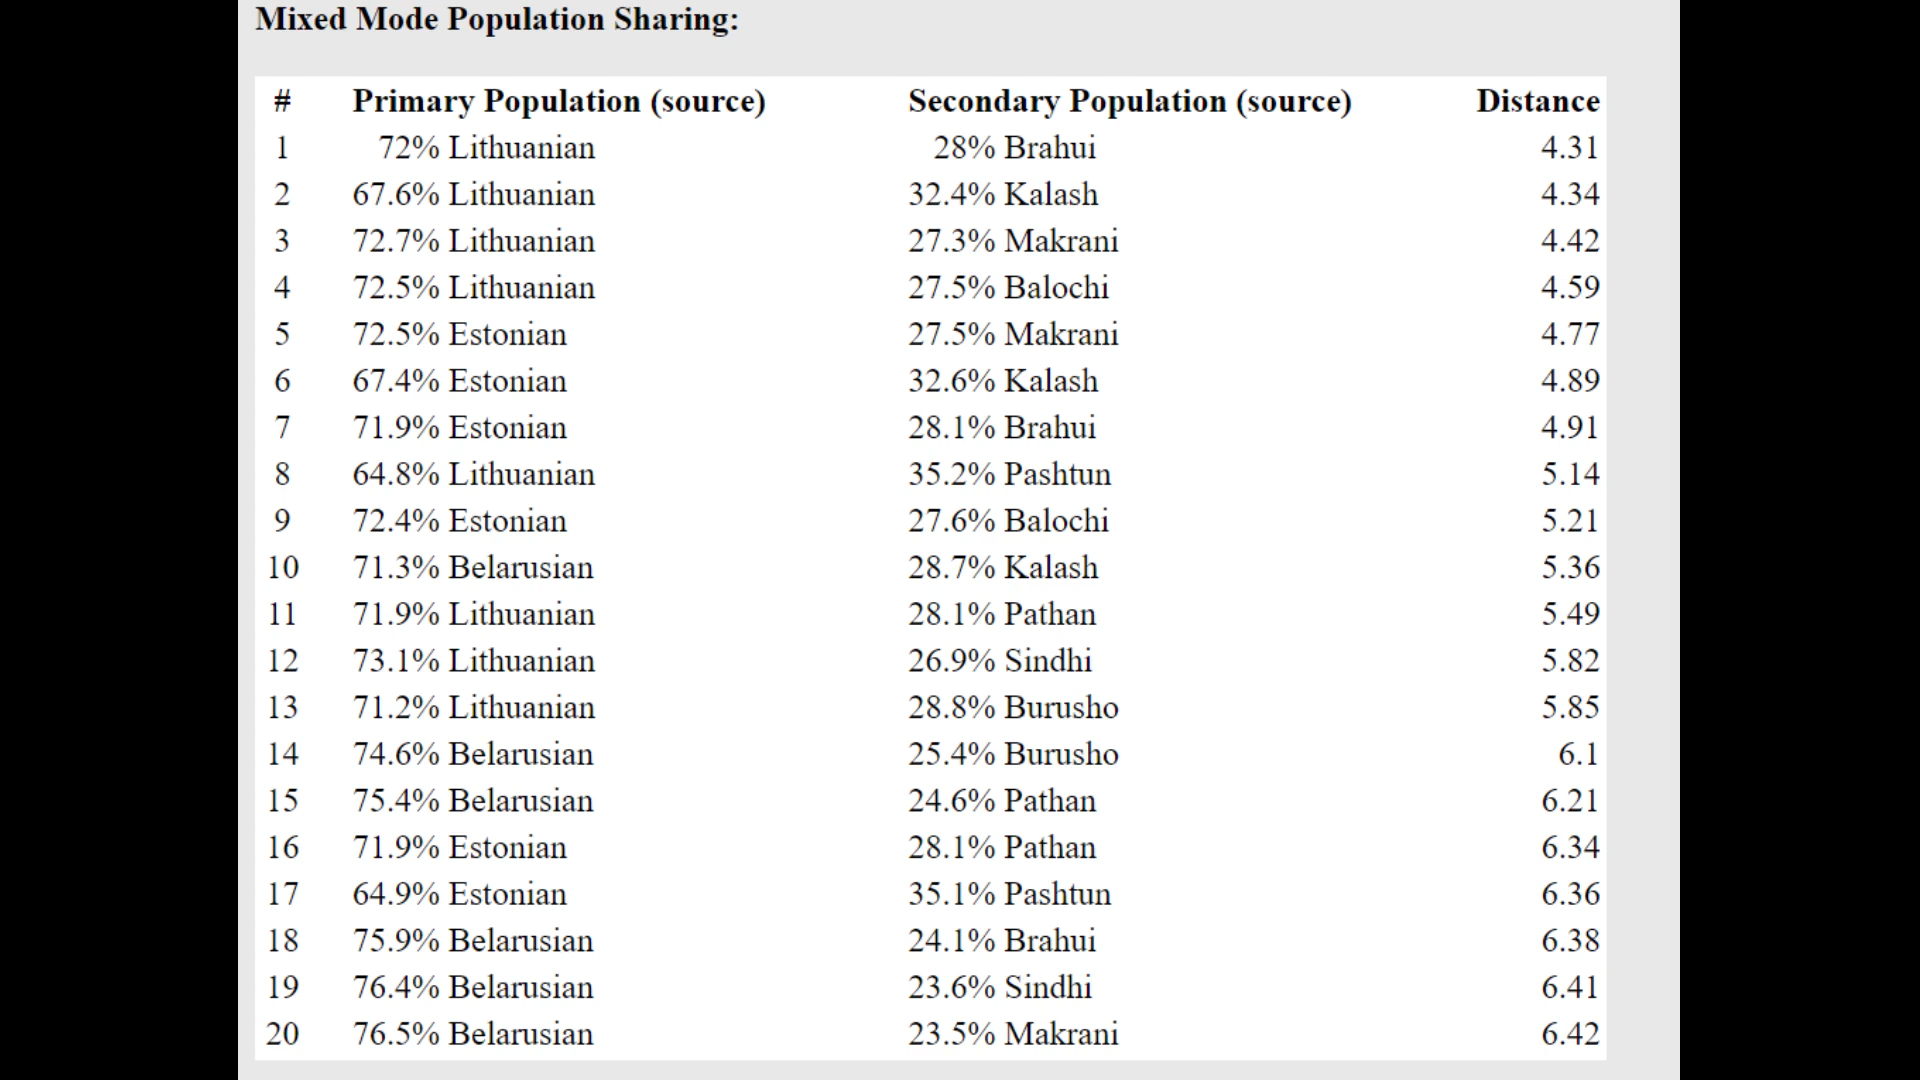 Mixed Mode Population Sharing:
# Primary Population (source) Secondary Population (source) Distance
1 72% Lithuanian 28% Brahui 4.31
2 67.6% Lithuanian 32.4% Kalash 4.34
3 72.7% Lithuanian 27.3% Makrani 4.42
4 72.5% Lithuanian 27.5% Balochi 4.59
5 72.5% Estonian 27.5% Makrani 4.77
6 67.4% Estonian 32.6% Kalash 4.89
7 71.9% Estonian 28.1% Brahui 4.91
8 64.8% Lithuanian 35.2% Pashtun 5.14
9 72.4% Estonian 27.6% Balochi 5.21
10 71.3% Belarusian 28.7% Kalash 5.36
11 71.9% Lithuanian 28.1% Pathan 5.49
12 73.1% Lithuanian 26.9% Sindhi 5.82
13 71.2% Lithuanian 28.8% Burusho 5.85
14 74.6% Belarusian 25.4% Burusho 6.1
15 75.4% Belarusian 24.6% Pathan 6.21
16 71.9% Estonian 28.1% Pathan 6.34
17 64.9% Estonian 35.1% Pashtun 6.36
18 75.9% Belarusian 24.1% Brahui 6.38
19 76.4% Belarusian 23.6% Sindhi 6.41
20 76.5% Belarusian 23.5% Makrani 6.42